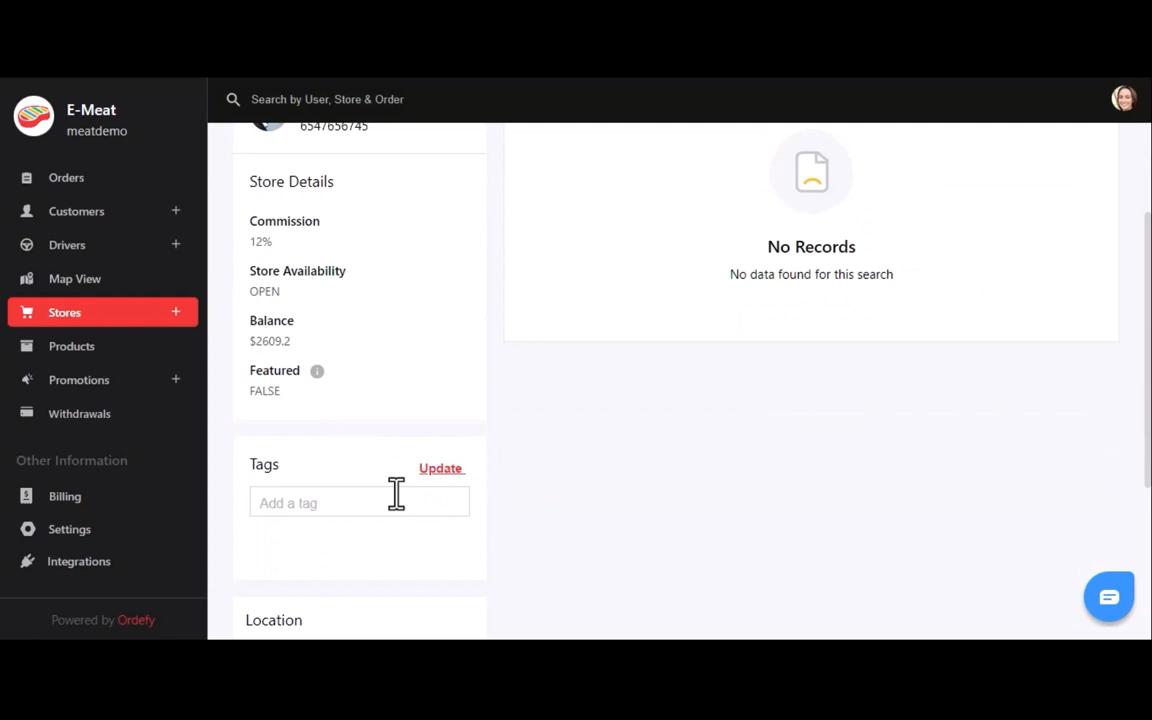 E-Meat
meatdemo
Search by User, Store & Order
Orders
Customers +
Drivers +
Map View
Stores +
Products
Promotions +
Withdrawals
Other Information
Billing
Settings
Integrations
Powered by Ordefy
6547656745
Store Details
Commission
12%
Store Availability
OPEN
Balance
$2609.2
Featured i
FALSE
Tags
Update
Add a tag
Location
No Records
No data found for this search